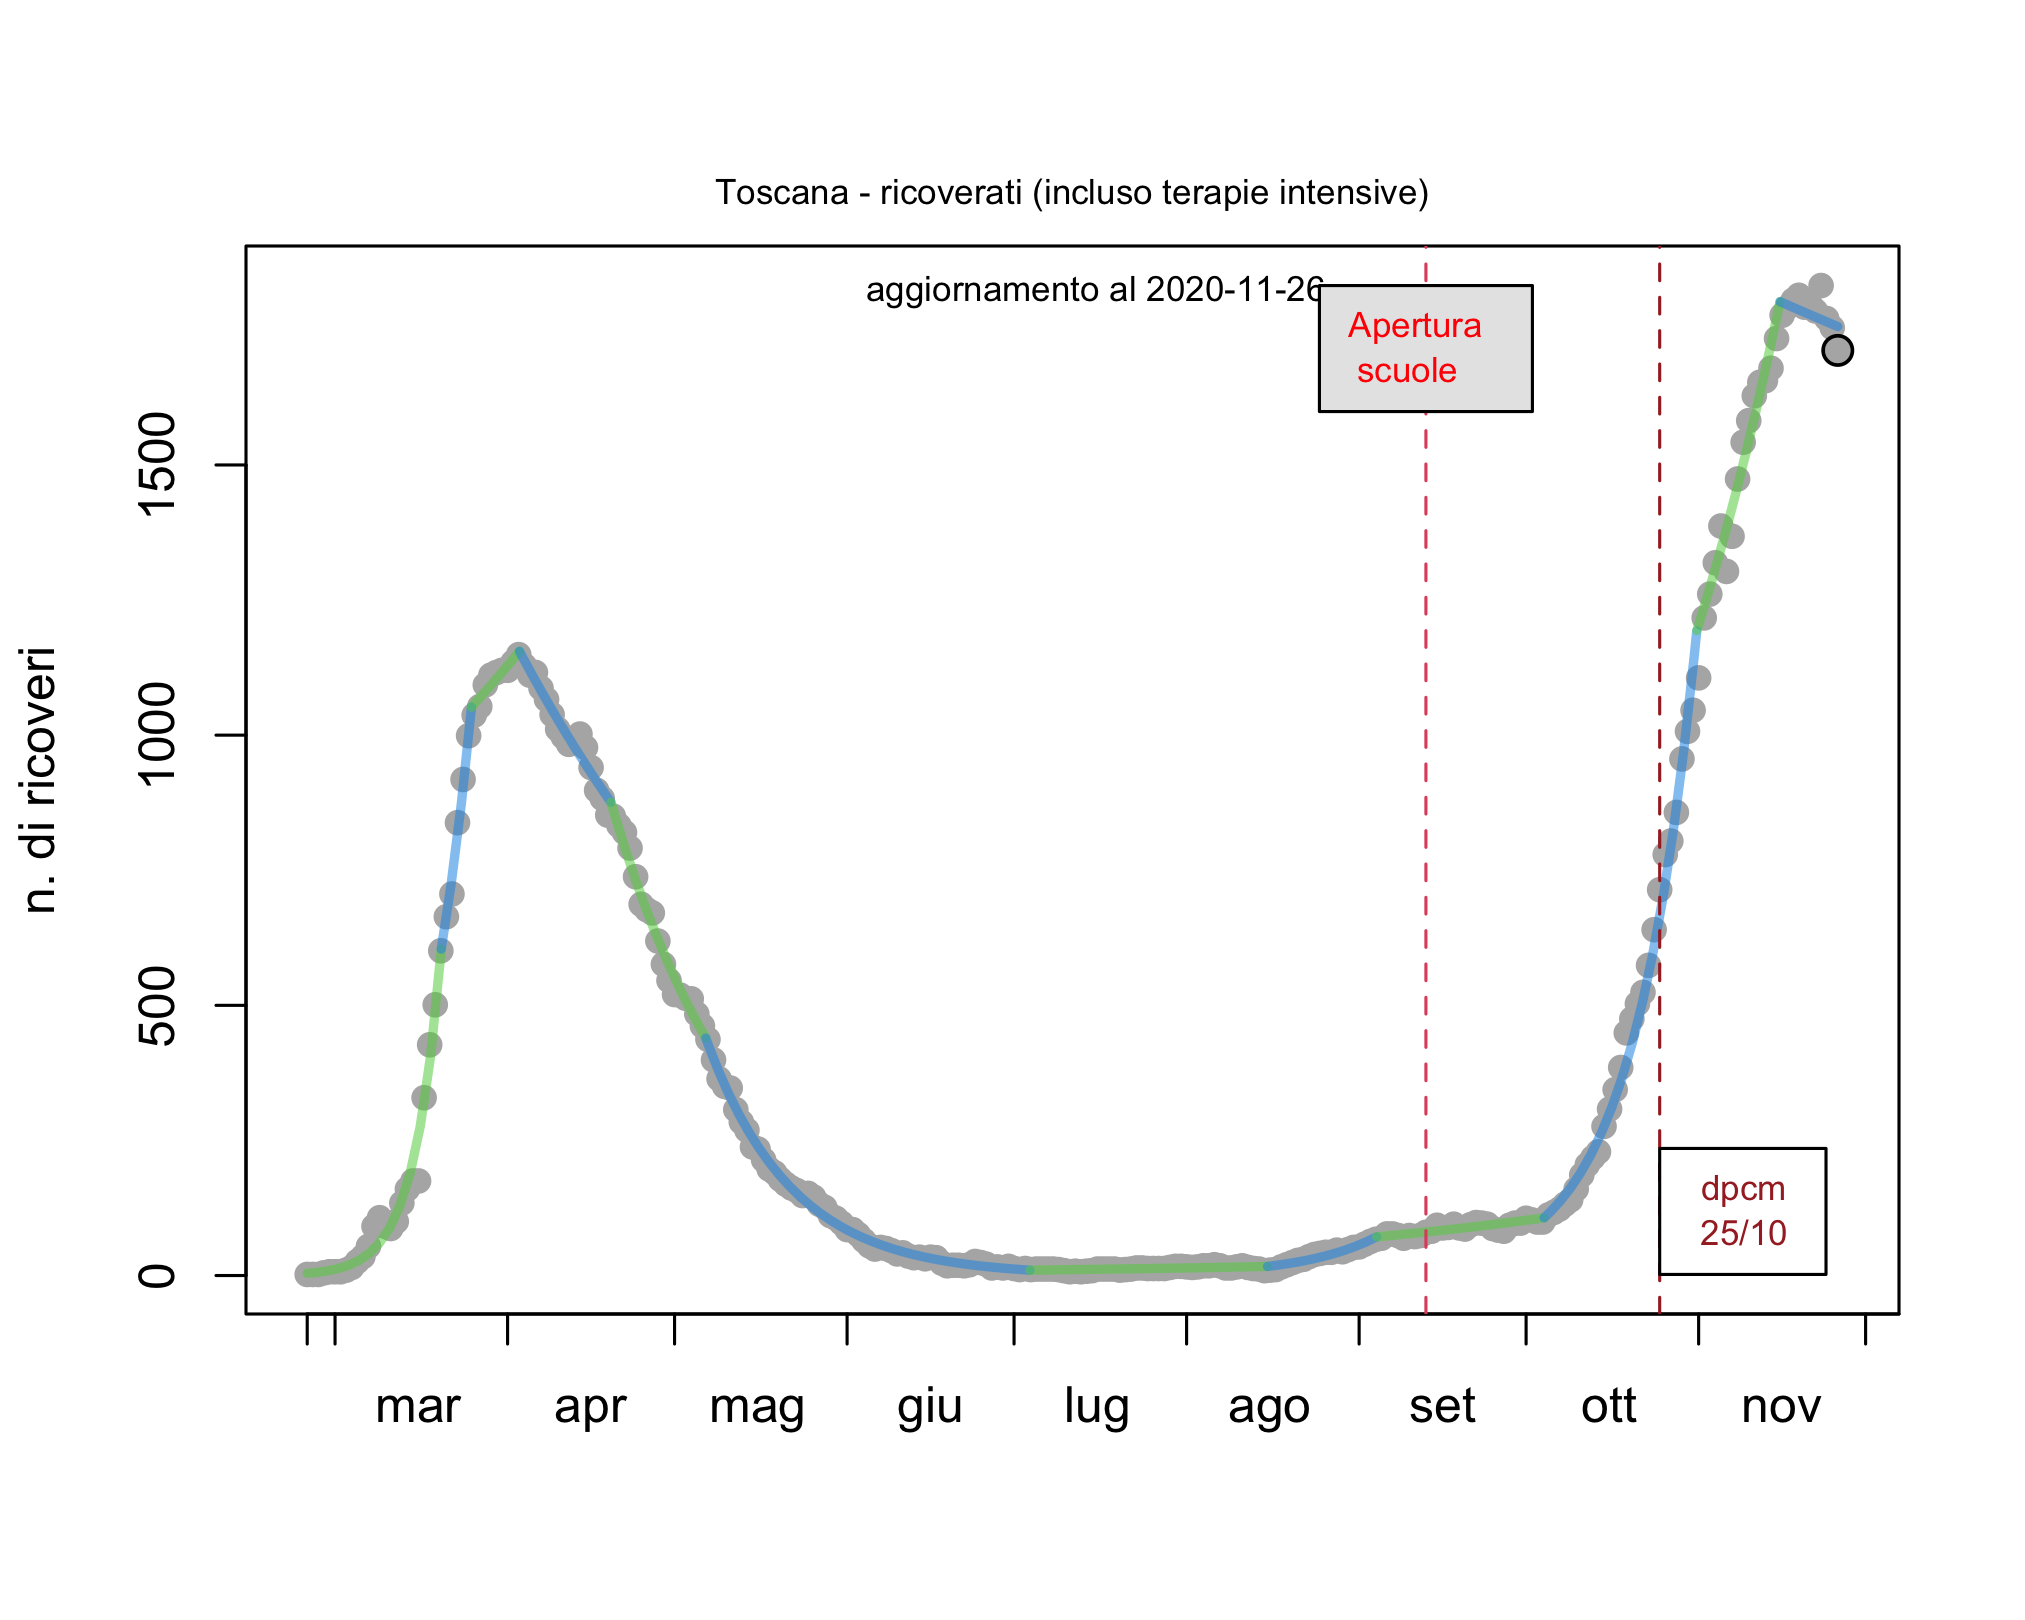 Toscana - ricoverati (incluso terapie intensive)
aggiornamento al 2020-11-26
Apertura
scuole
n. di ricoveri
1500
1000
500
0
dpcm
25/10
mar apr mag giu lug ago set ott nov